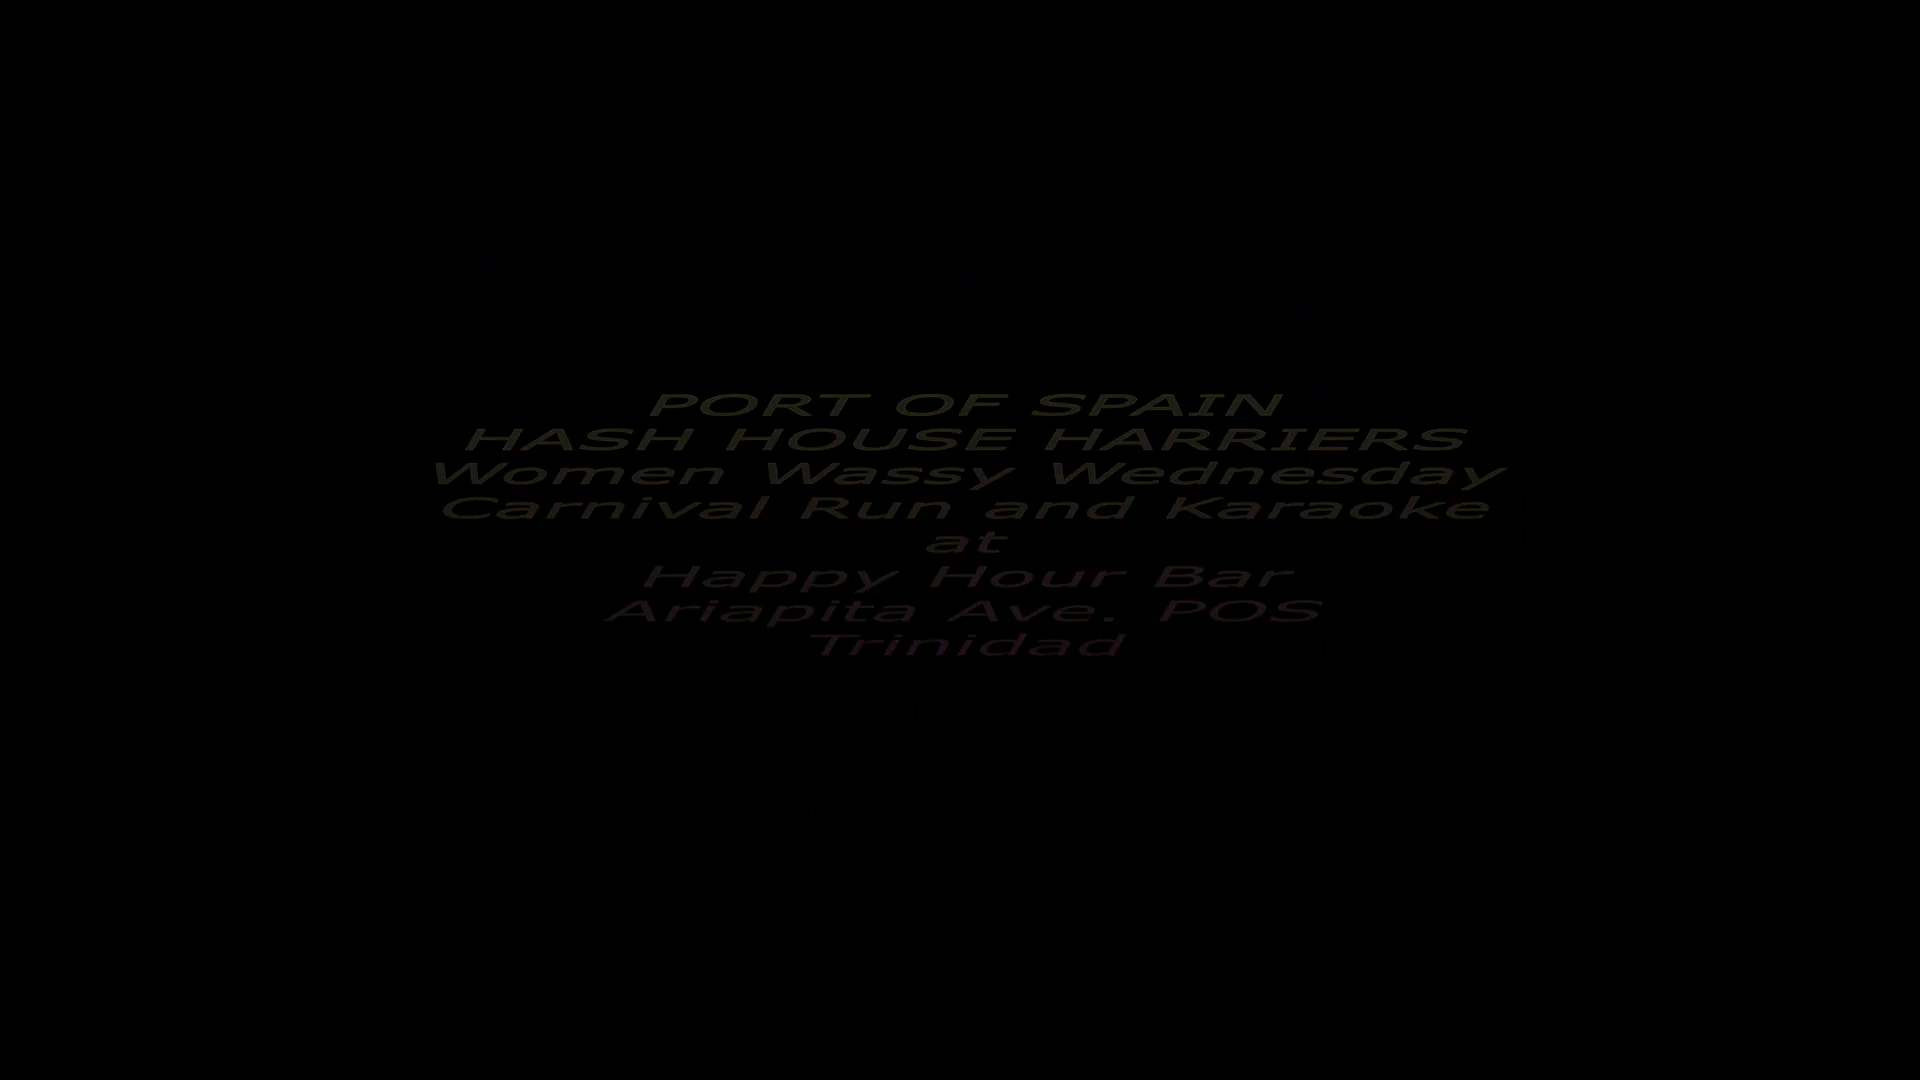 PORT OF SPAIN
HASH HOUSE HARRIERS
Women Wassy Wednesday
Carnival Run and Karaoke
at
Happy Hour Bar
Ariapita Ave. POS
Trinidad